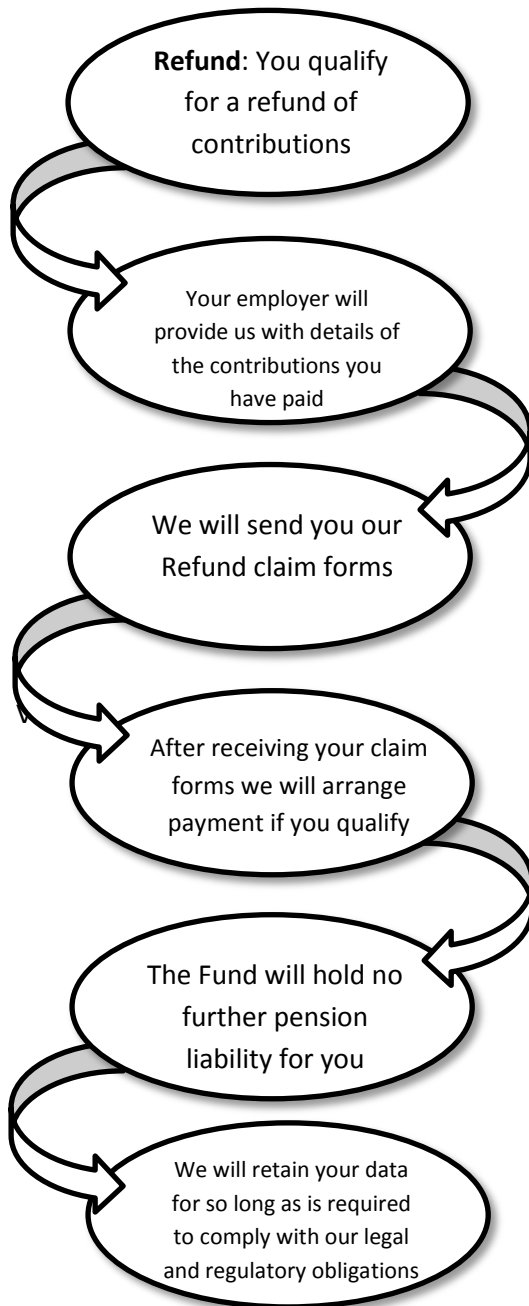 Refund: You qualify
for a refund of
contributions
Your employer will
provide us with details of
the contributions you
have paid
We will send you our
Refund claim forms
After receiving your claim
forms we will arrange
payment if you qualify
The Fund will hold no
further pension
liability for you
We will retain your data
for so long as is required
to comply with our legal
and regulatory obligations